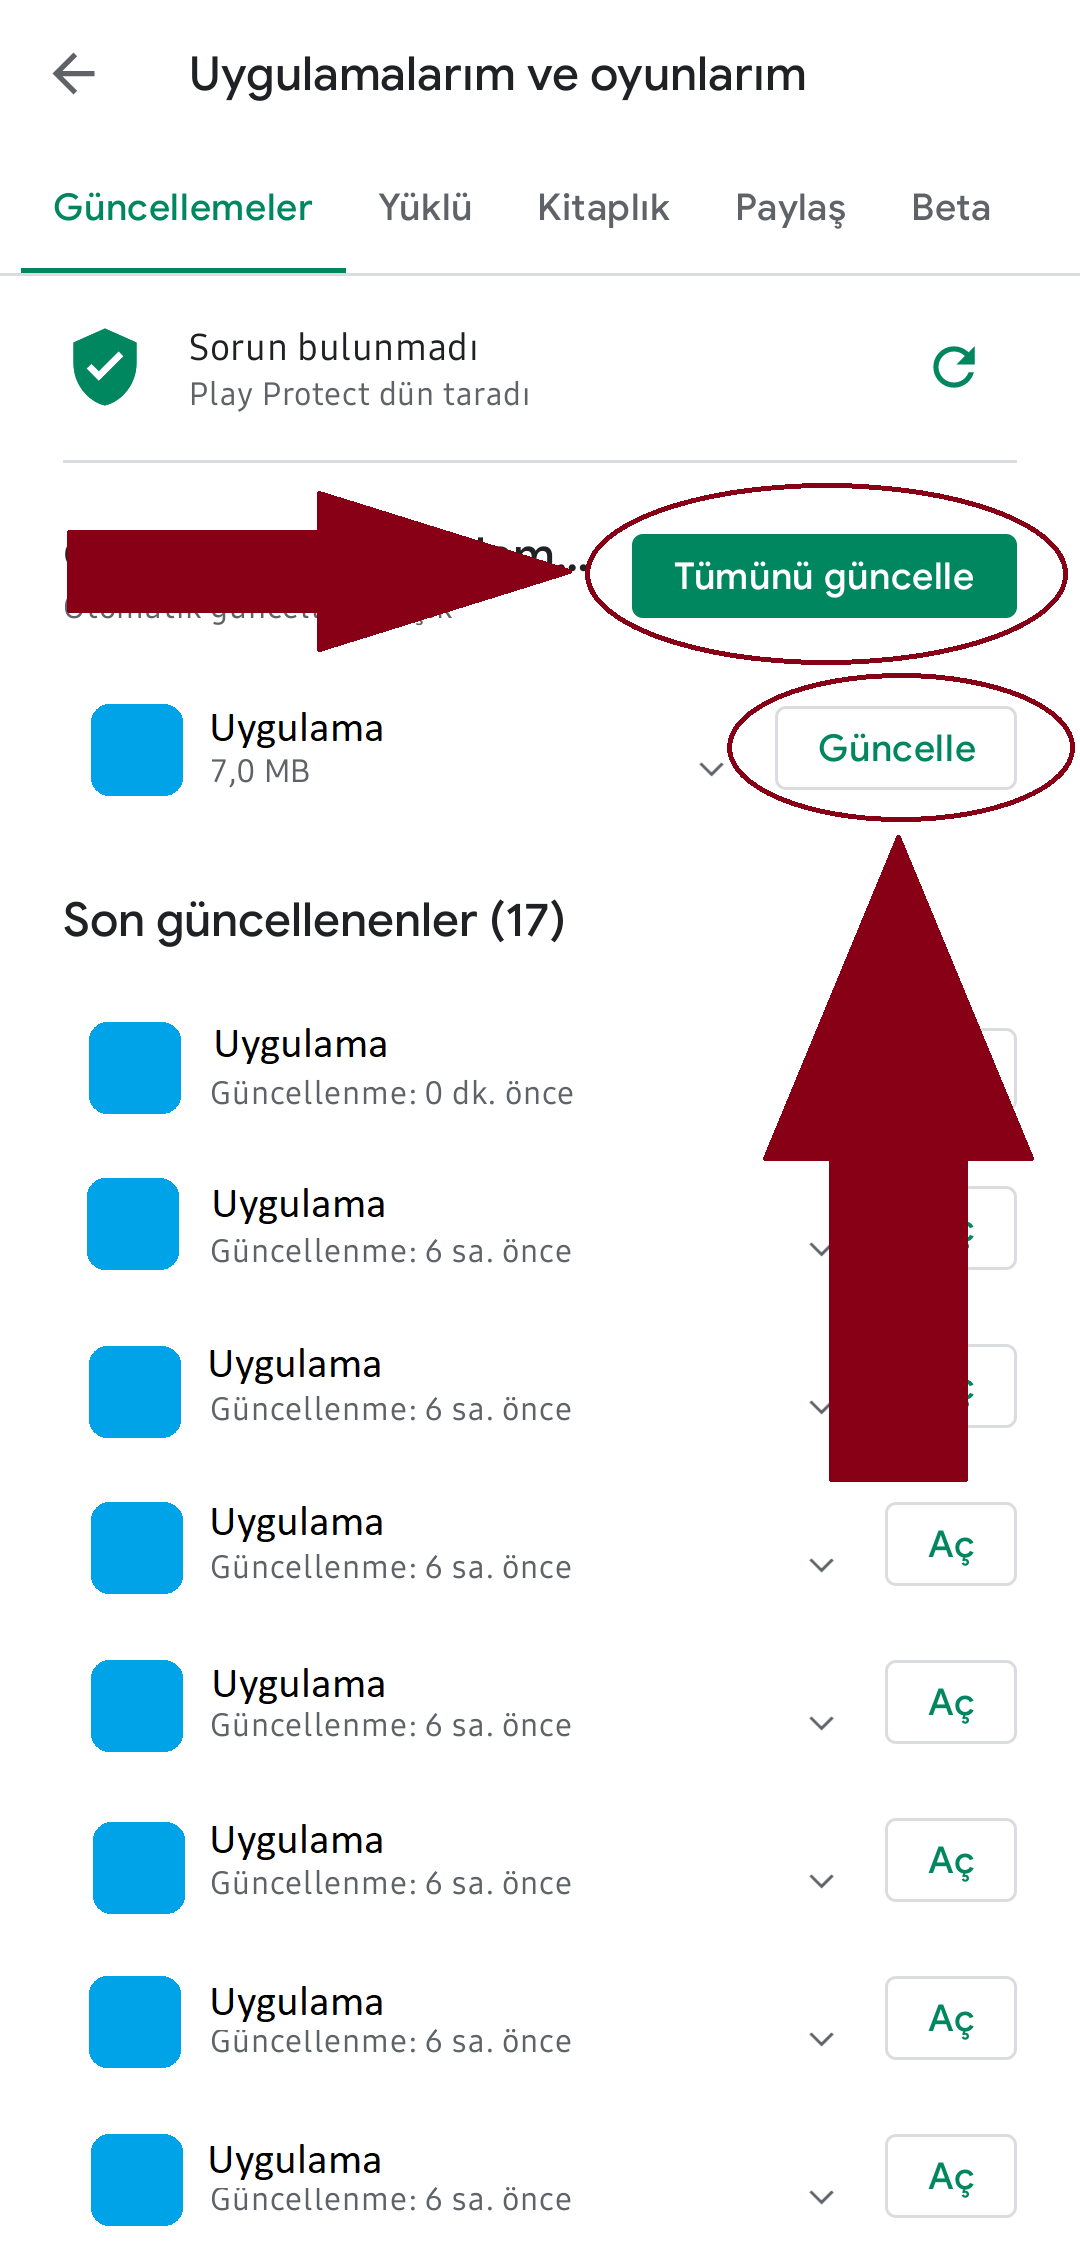 Uygulamalarım ve oyunlarım
Güncellemeler Yüklü Kitaplık Paylaş Beta
Sorun bulunmadı
Play Protect dün taradı
Tümünü güncelle
Uygulama
7,0 MB
Güncelle
Son güncellenenler (17)
Uygulama
Güncellenme: 0 dk. önce
Uygulama
Güncellenme: 6 sa. önce
Uygulama
Güncellenme: 6 sa. önce
Uygulama
Güncellenme: 6 sa. önce
Aç
Uygulama
Güncellenme: 6 sa. önce
Aç
Uygulama
Güncellenme: 6 sa. önce
Aç
Uygulama
Güncellenme: 6 sa. önce
Aç
Uygulama
Güncellenme: 6 sa. önce
Aç